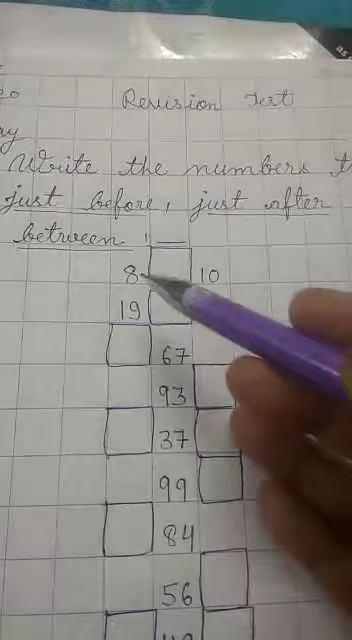 Revision Test
Write the numbers
just before, just after
between :
8 10
19
67
93
37
99
84
56